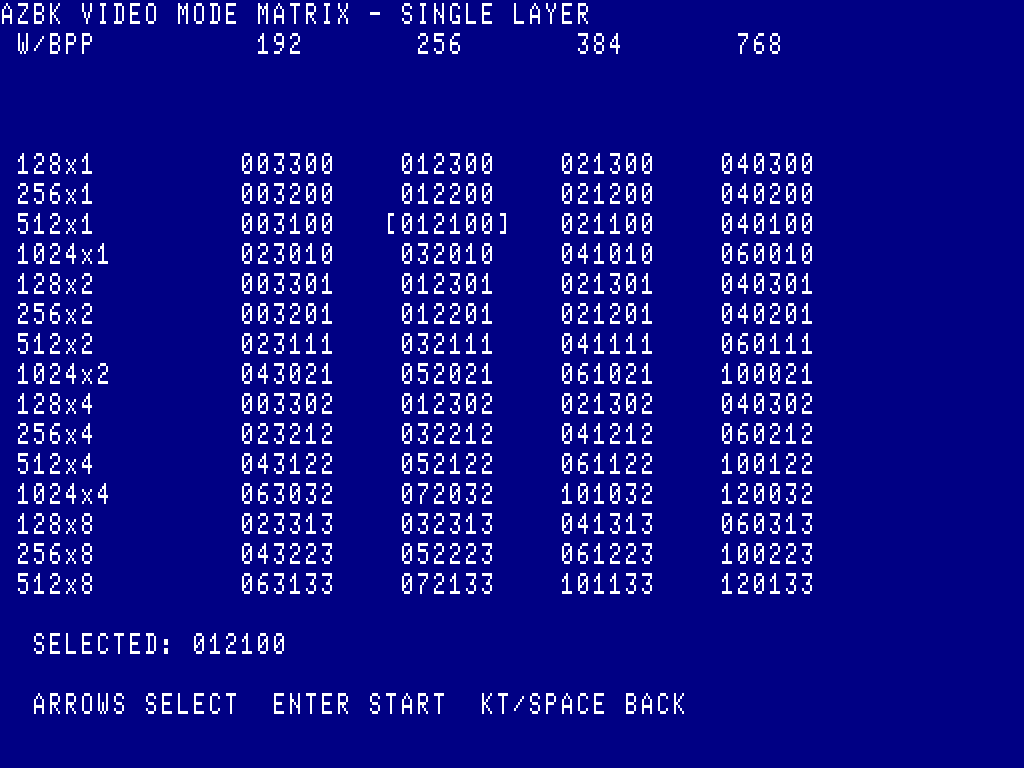 AZBK VIDEO MODE MATRIX - SINGLE LAYER
W/BPP 192 256 384 768
128x1 003300 012300 021300 040300
256x1 003200 012200 021200 040200
512x1 003100 [012100] 021100 040100
1024x1 023010 032010 041010 060010
128x2 003301 012301 021301 040301
256x2 003201 012201 021201 040201
512x2 023111 032111 041111 060111
1024x2 043021 052021 061021 100021
128x4 003302 012302 021302 040302
256x4 023212 032212 041212 060212
512x4 043122 052122 061122 100122
1024x4 063032 072032 101032 120032
128x8 023313 032313 041313 060313
256x8 043223 052223 061223 100223
512x8 063133 072133 101133 120133
SELECTED: 012100
ARROWS SELECT ENTER START KT/SPACE BACK